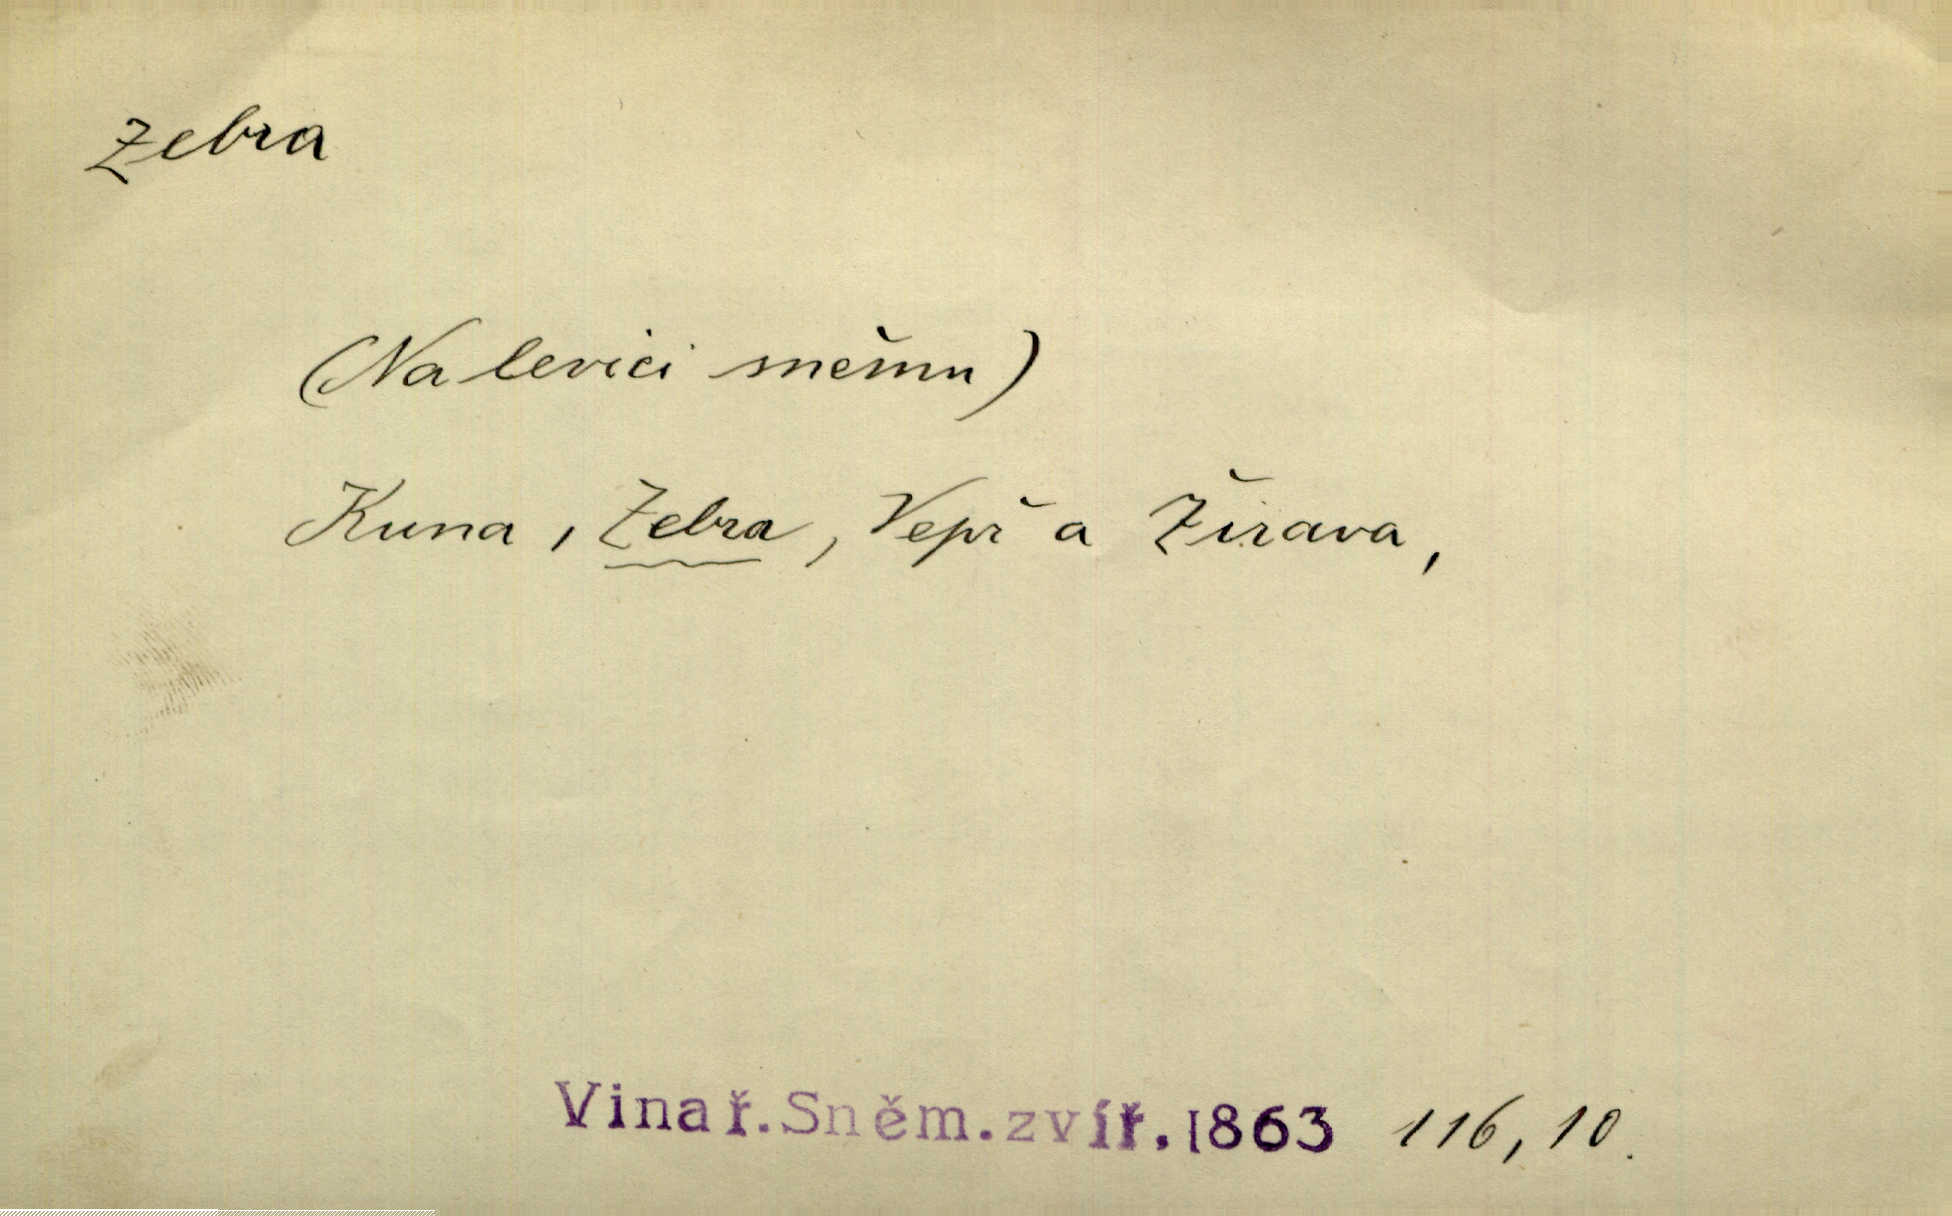 zebra
(Na levici sněmu)
Kuna, Zebra, Vepř a Žirava,
Vinař. Sněm. zvíř. 1863 116, 10.